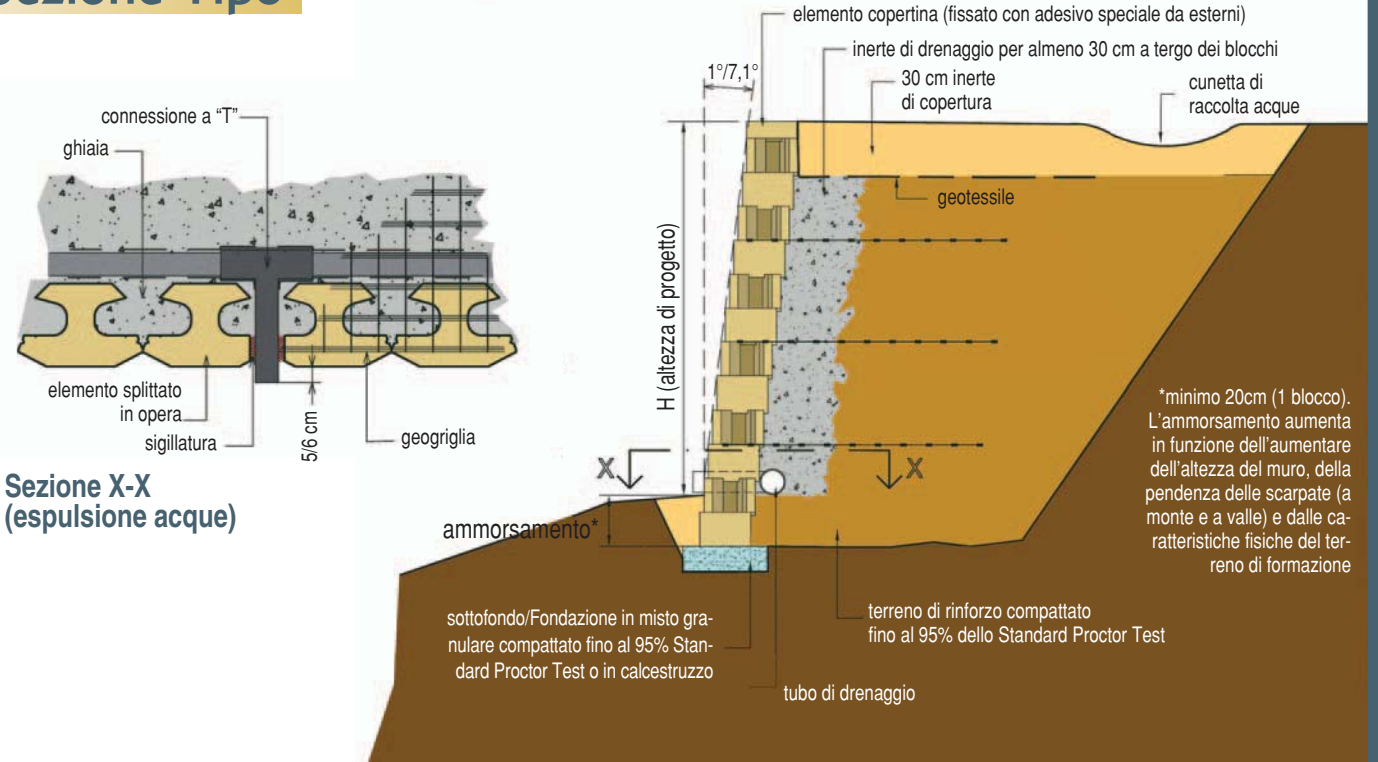 Sezione Tipo
elemento copertina (fissato con adesivo speciale da esterni)
inerte di drenaggio per almeno 30 cm a tergo dei blocchi
1°/7,1°
30 cm inerte
di copertura
cunetta di
raccolta acque
connessione a “T”
ghiaia
geotessile
H (altezza di progetto)
elemento splittato
in opera
sigillatura
5/6 cm
geogriglia
Sezione X-X
(espulsione acque)
X
X
ammorsamento*
*minimo 20cm (1 blocco).
L’ammorsamento aumenta
in funzione dell’aumentare
dell’altezza del muro, della
pendenza delle scarpate (a
monte e a valle) e dalle ca-
ratteristiche fisiche del ter-
reno di formazione
sottofondo/Fondazione in misto gra-
nulare compattato fino al 95% Stan-
dard Proctor Test o in calcestruzzo
terreno di rinforzo compattato
fino al 95% dello Standard Proctor Test
tubo di drenaggio